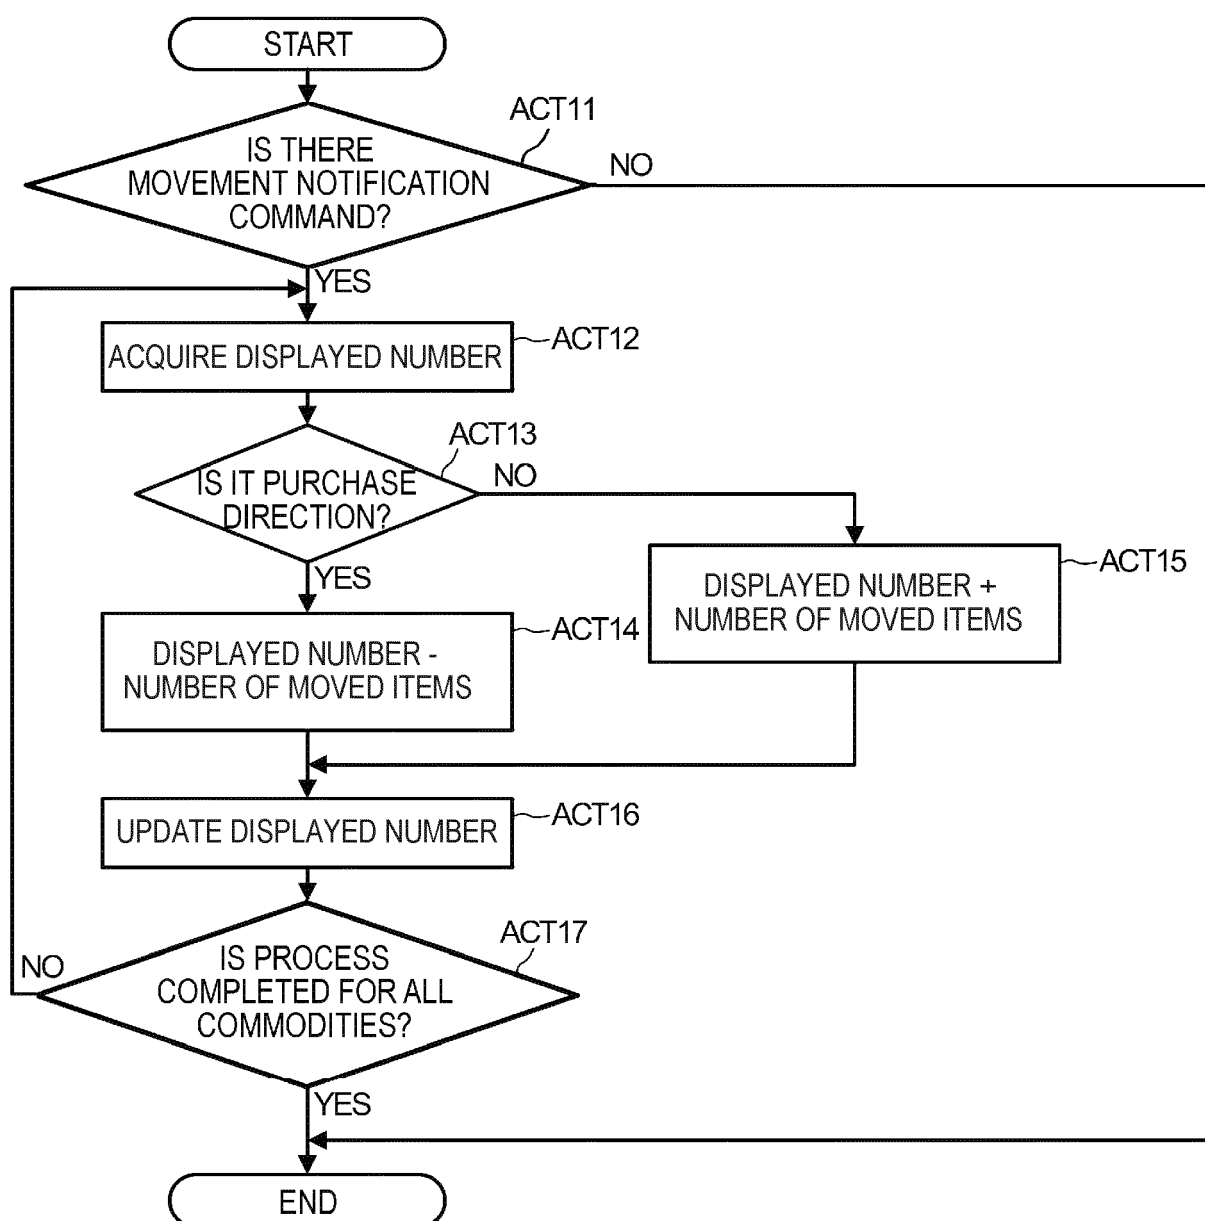 START
ACT11
IS THERE
MOVEMENT NOTIFICATION
COMMAND?
NO
YES
ACQUIRE DISPLAYED NUMBER
ACT12
ACT13
IS IT PURCHASE
DIRECTION?
NO
YES
DISPLAYED NUMBER +
NUMBER OF MOVED ITEMS
ACT15
DISPLAYED NUMBER -
NUMBER OF MOVED ITEMS
ACT14
UPDATE DISPLAYED NUMBER
ACT16
ACT17
IS PROCESS
COMPLETED FOR ALL
COMMODITIES?
NO
YES
END